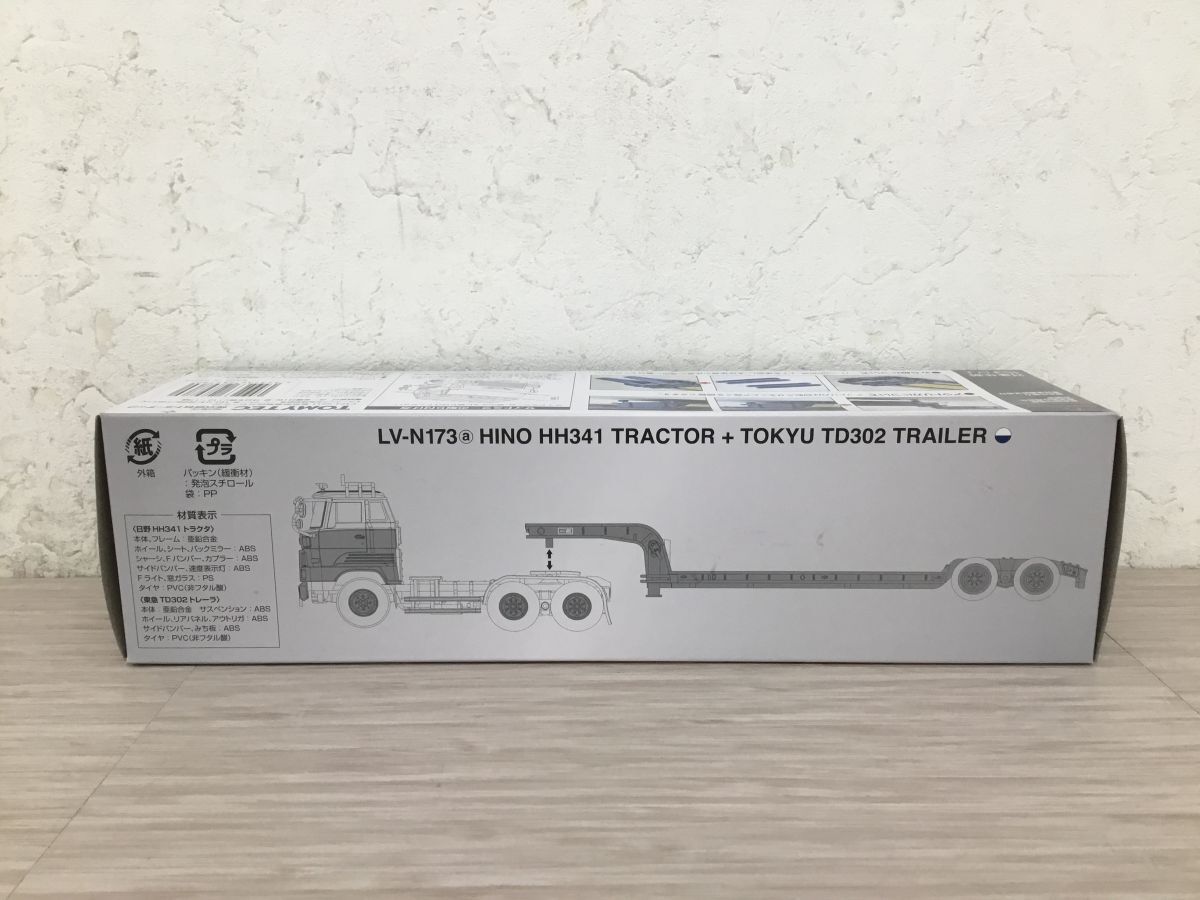 TOMYTEC
LV-N173ⓐ HINO HH341 TRACTOR + TOKYU TD302 TRAILER
紙
外箱
プラ
パッキン(緩衝材)
:発泡スチロール
袋:PP
材質表示
〈日野 HH341 トラクタ〉
本体、フレーム:亜鉛合金
ホイール、シート、バックミラー:ABS
シャーシ、F バンパー、カプラー:ABS
サイドバンパー、速度表示灯:ABS
F ライト、窓ガラス:PS
タイヤ:PVC(非フタル酸)
〈東急 TD302 トレーラ〉
本体:亜鉛合金 サスペンション:ABS
ホイール、リアパネル、アウトリガ:ABS
サイドバンパー、みち板:ABS
タイヤ:PVC(非フタル酸)